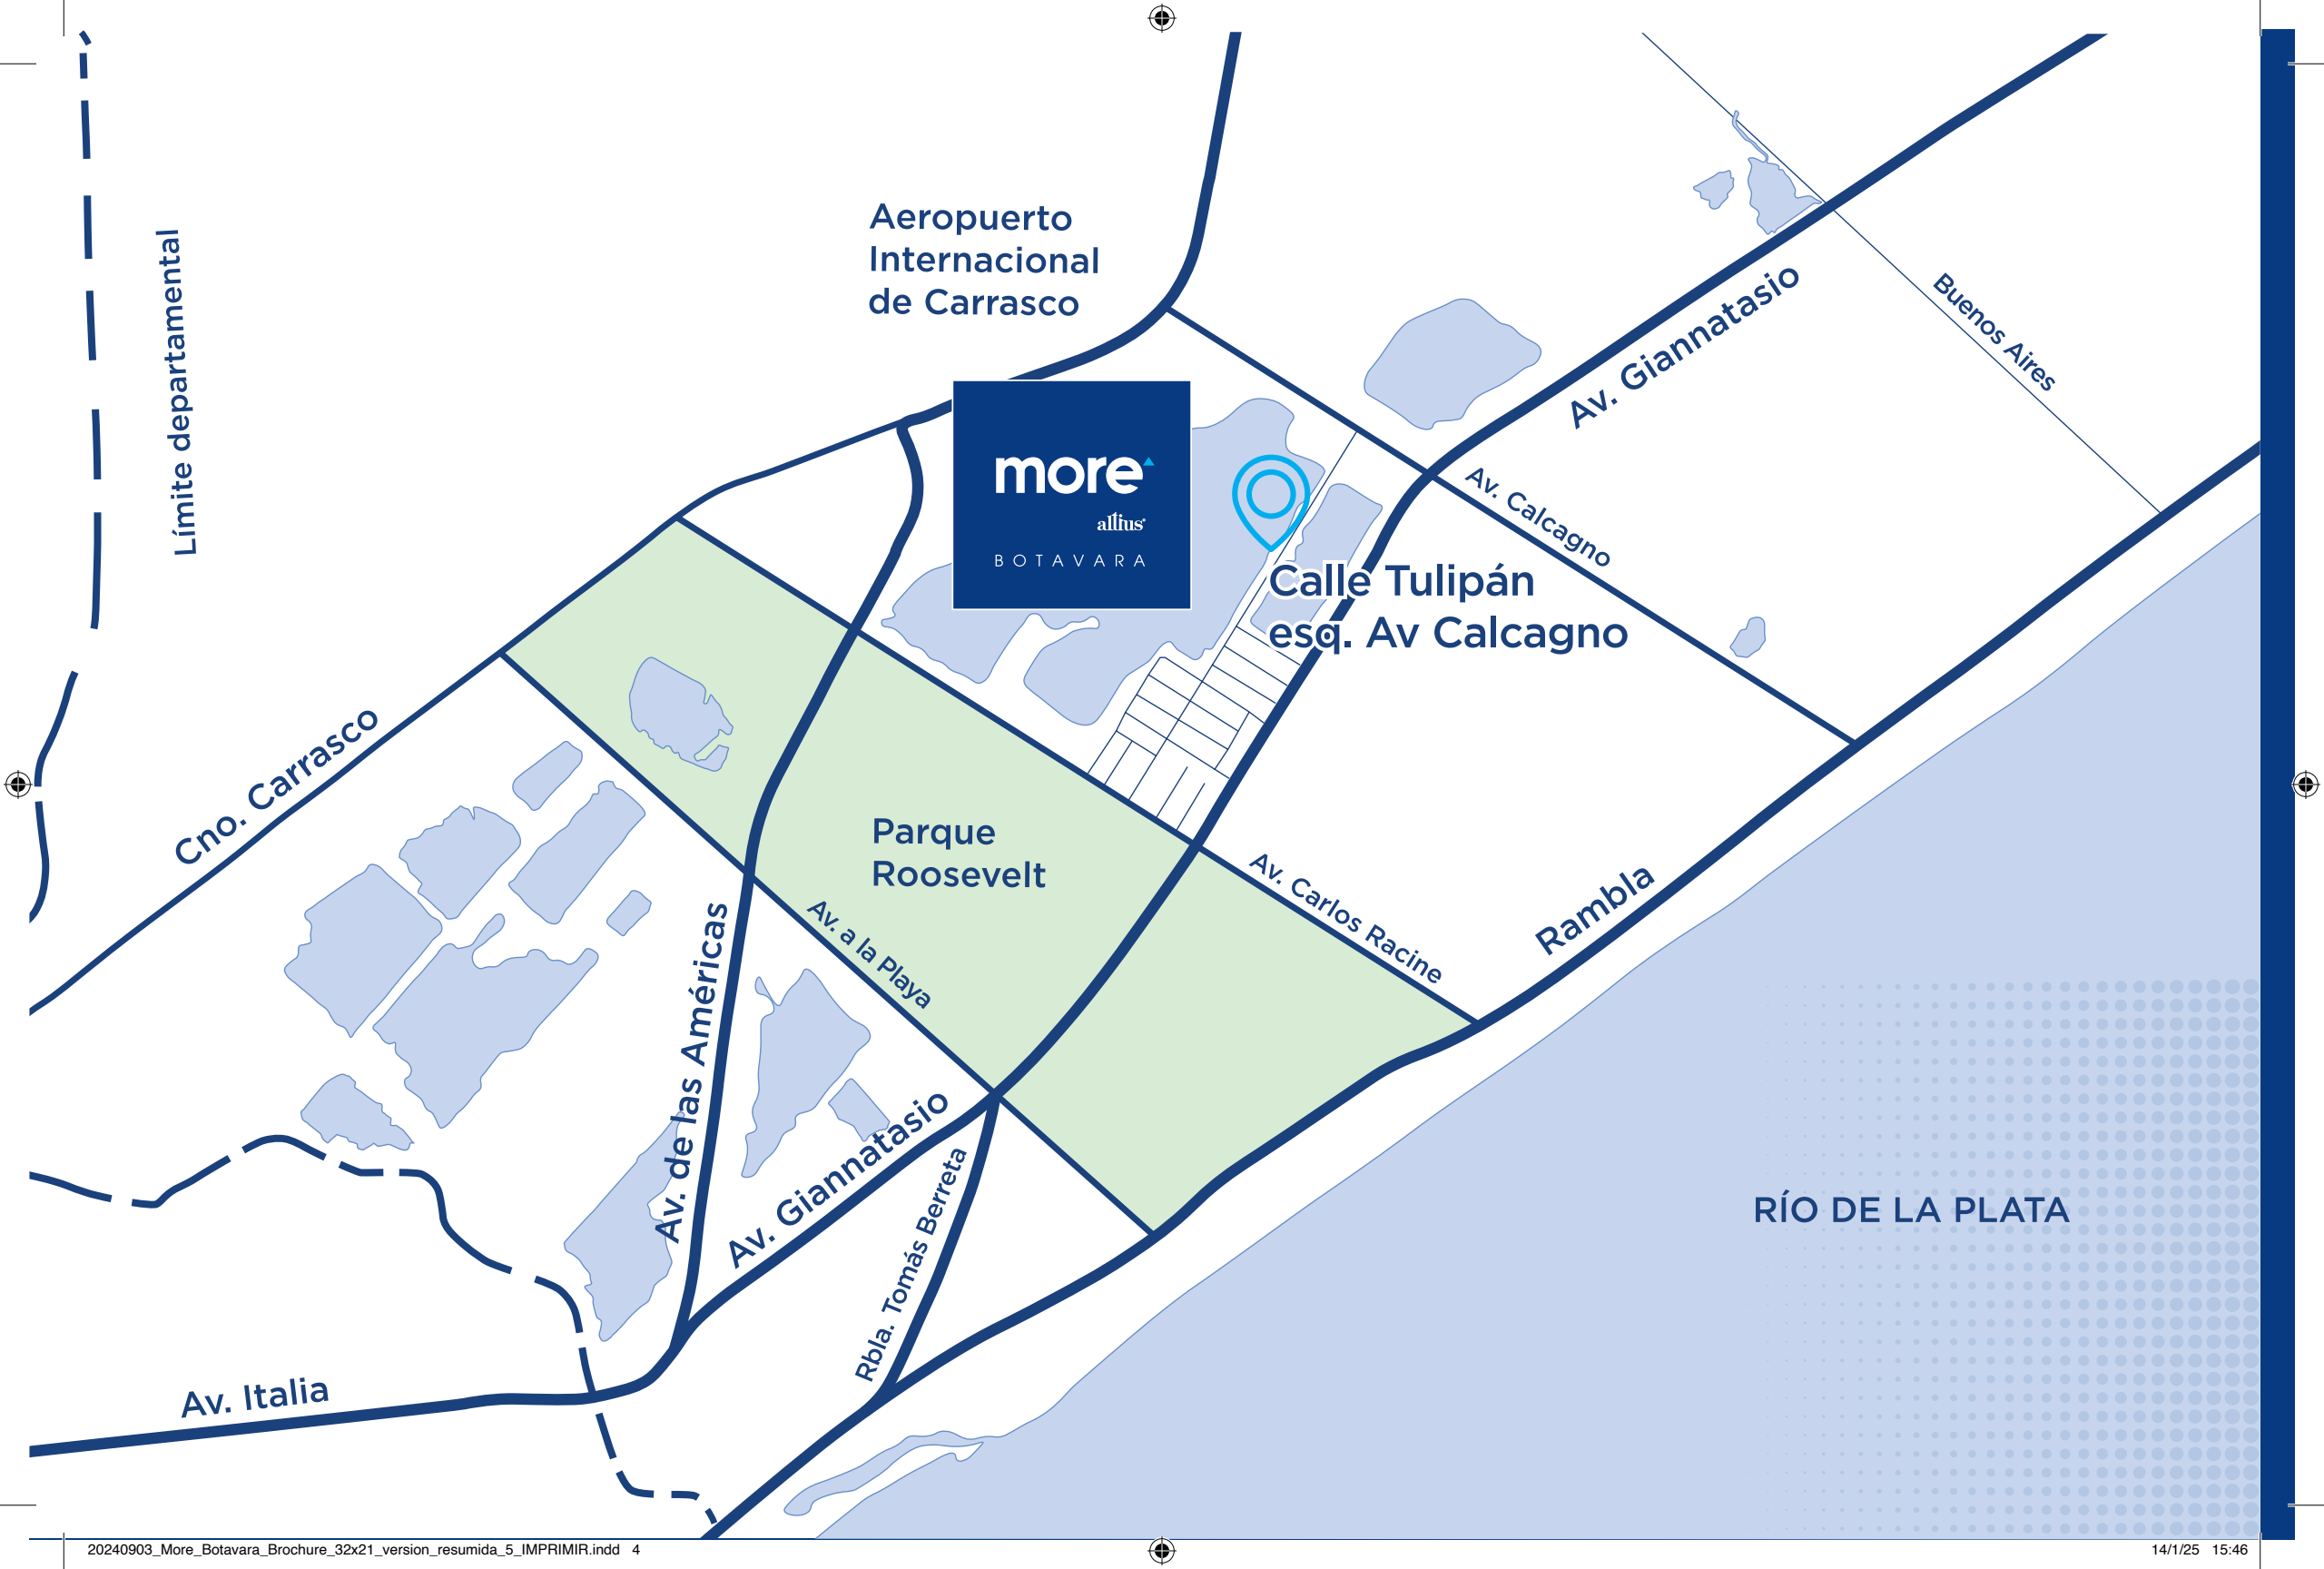 Límite departamental
Aeropuerto
Internacional
de Carrasco
more
altius
BOTAVARA
Calle Tulipán
esq. Av Calcagno
Av. Giannatasio
Buenos Aires
Av. Calcagno
Cno. Carrasco
Parque
Roosevelt
Av. a la Playa
Av. Carlos Racine
Rambla
Av. de las Américas
Av. Giannatasio
Rbla. Tomás Berreta
RÍO DE LA PLATA
Av. Italia
20240903_More_Botavara_Brochure_32x21_version_resumida_5_IMPRIMIR.indd 4
14/1/25 15:46